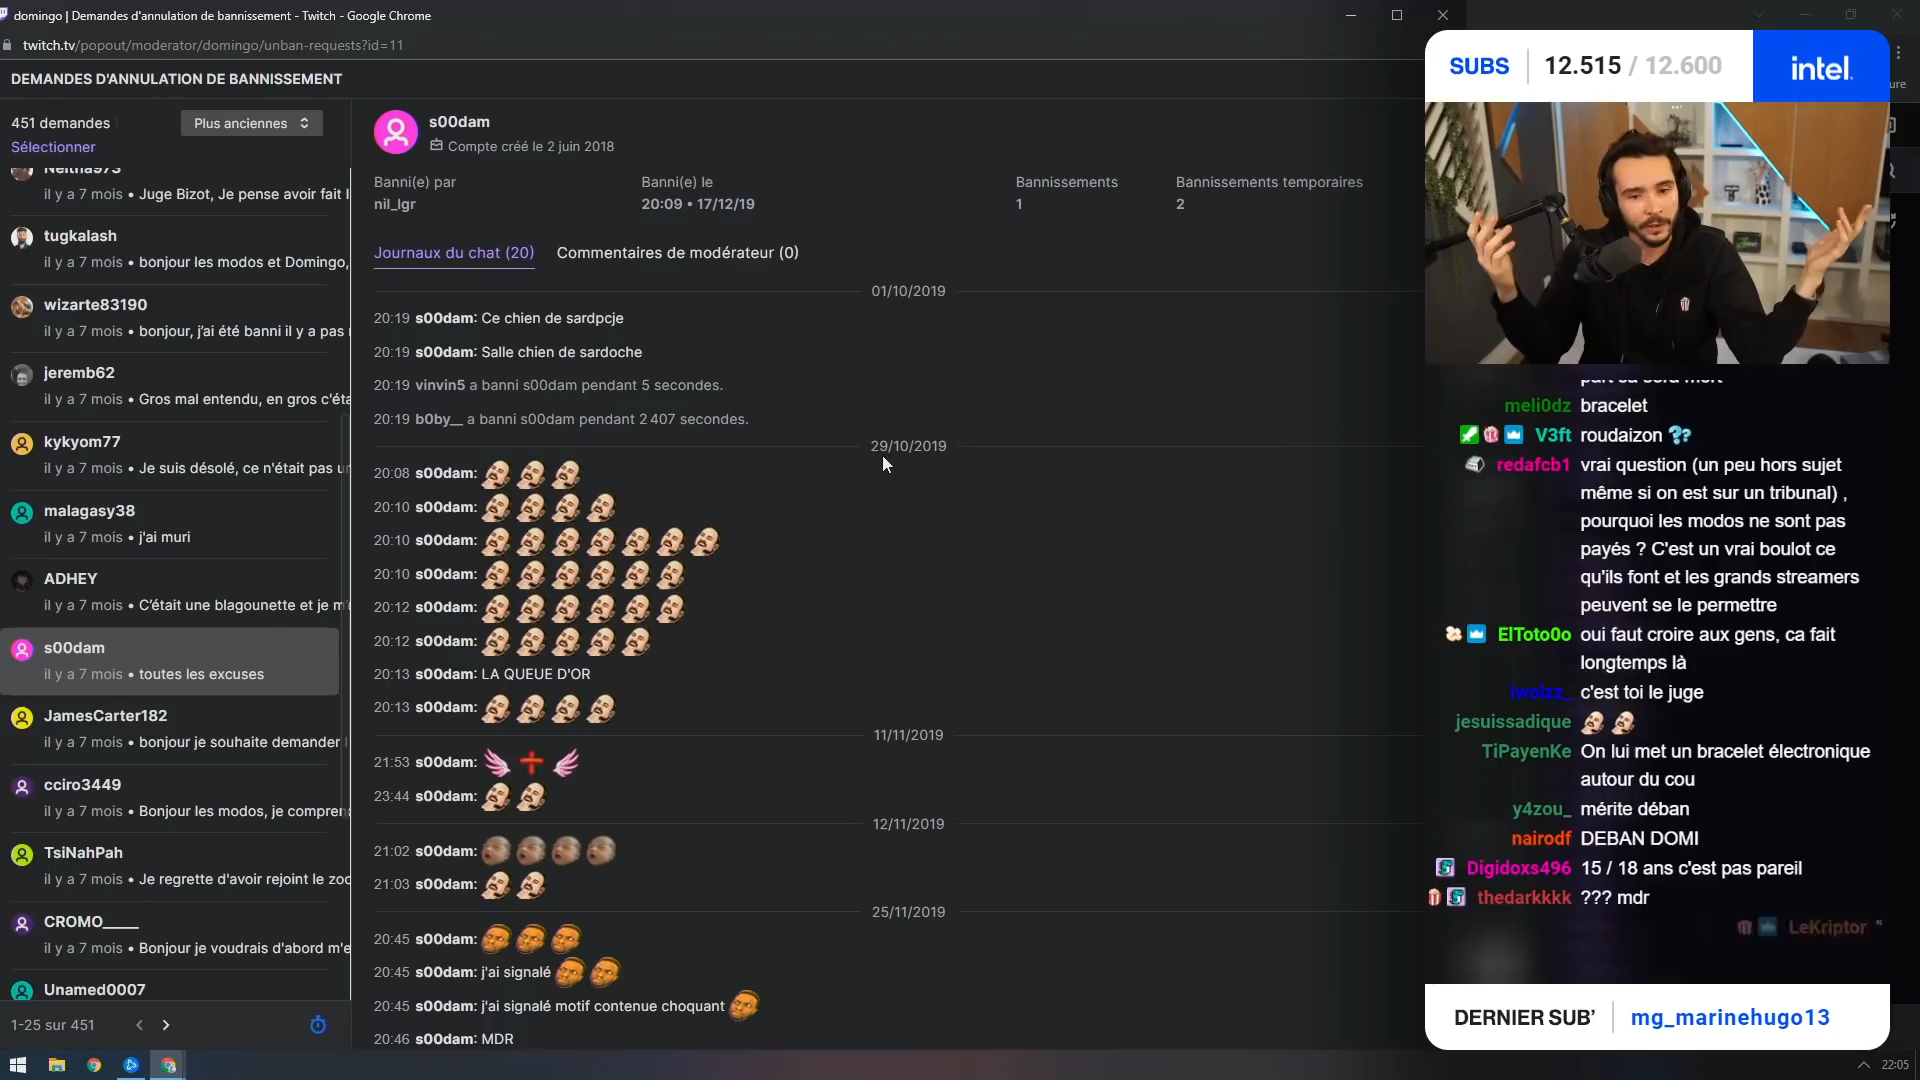 domingo | Demandes d'annulation de bannissement - Twitch - Google Chrome
twitch.tv/popout/moderator/domingo/unban-requests?id=11
DEMANDES D'ANNULATION DE BANNISSEMENT
451 demandes
Plus anciennes
Sélectionner
il y a 7 mois • Juge Bizot, Je pense avoir fait l
tugkalash
il y a 7 mois • bonjour les modos et Domingo,
wizarte83190
il y a 7 mois • bonjour, j'ai été banni il y a pas
jeremb62
il y a 7 mois • Gros mal entendu, en gros c'éta
kykyom77
il y a 7 mois • Je suis désolé, ce n'était pas u
malagasy38
il y a 7 mois • j'ai muri
ADHEY
il y a 7 mois • C'était une blagounette et je m'
s00dam
il y a 7 mois • toutes les excuses
JamesCarter182
il y a 7 mois • bonjour je souhaite demander
cciro3449
il y a 7 mois • Bonjour les modos, je compren
TsiNahPah
il y a 7 mois • Je regrette d'avoir rejoint le zoo
CROMO_____
il y a 7 mois • Bonjour je voudrais d'abord m'e
Unamed0007
1-25 sur 451
s00dam
Compte créé le 2 juin 2018
Banni(e) par
nil_lgr
Banni(e) le
20:09 • 17/12/19
Bannissements
1
Bannissements temporaires
2
Journaux du chat (20)
Commentaires de modérateur (0)
01/10/2019
20:19 s00dam: Ce chien de sardpcje
20:19 s00dam: Salle chien de sardoche
20:19 vinvin5 a banni s00dam pendant 5 secondes.
20:19 b0by__ a banni s00dam pendant 2 407 secondes.
29/10/2019
20:08 s00dam:
20:10 s00dam:
20:10 s00dam:
20:10 s00dam:
20:12 s00dam:
20:12 s00dam:
20:13 s00dam: LA QUEUE D'OR
20:13 s00dam:
11/11/2019
21:53 s00dam:
23:44 s00dam:
12/11/2019
21:02 s00dam:
21:03 s00dam:
25/11/2019
20:45 s00dam:
20:45 s00dam: j'ai signalé
20:45 s00dam: j'ai signalé motif contenue choquant
20:46 s00dam: MDR
SUBS 12.515 / 12.600
intel.
meli0dz bracelet
V3ft roudaizon
redafcb1 vrai question (un peu hors sujet
même si on est sur un tribunal) ,
pourquoi les modos ne sont pas
payés ? C'est un vrai boulot ce
qu'ils font et les grands streamers
peuvent se le permettre
ElToto0o oui faut croire aux gens, ca fait
longtemps là
iwolzz_ c'est toi le juge
jesuissadique
TiPayenKe On lui met un bracelet électronique
autour du cou
y4zou_ mérite déban
nairodf DEBAN DOMI
Digidoxs496 15 / 18 ans c'est pas pareil
thedarkkkk ??? mdr
LeKriptor
DERNIER SUB' mg_marinehugo13
22:05